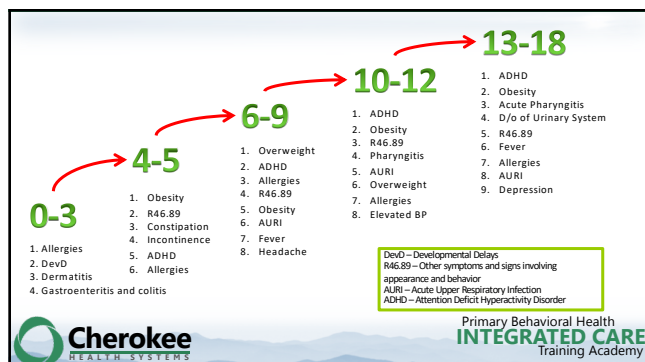 0-3
1. Allergies
2. DevD
3. Dermatitis
4. Gastroenteritis and colitis
4-5
1. Obesity
2. R46.89
3. Constipation
4. Incontinence
5. ADHD
6. Allergies
6-9
1. Overweight
2. ADHD
3. Allergies
4. R46.89
5. Obesity
6. AURI
7. Fever
8. Headache
10-12
1. ADHD
2. Obesity
3. R46.89
4. Pharyngitis
5. AURI
6. Overweight
7. Allergies
8. Elevated BP
13-18
1. ADHD
2. Obesity
3. Acute Pharyngitis
4. D/o of Urinary System
5. R46.89
6. Fever
7. Allergies
8. AURI
9. Depression
DevD – Developmental Delays
R46.89 – Other symptoms and signs involving
appearance and behavior
AURI – Acute Upper Respiratory Infection
ADHD – Attention Deficit Hyperactivity Disorder
Cherokee
HEALTH SYSTEMS
Primary Behavioral Health
INTEGRATED CARE
Training Academy